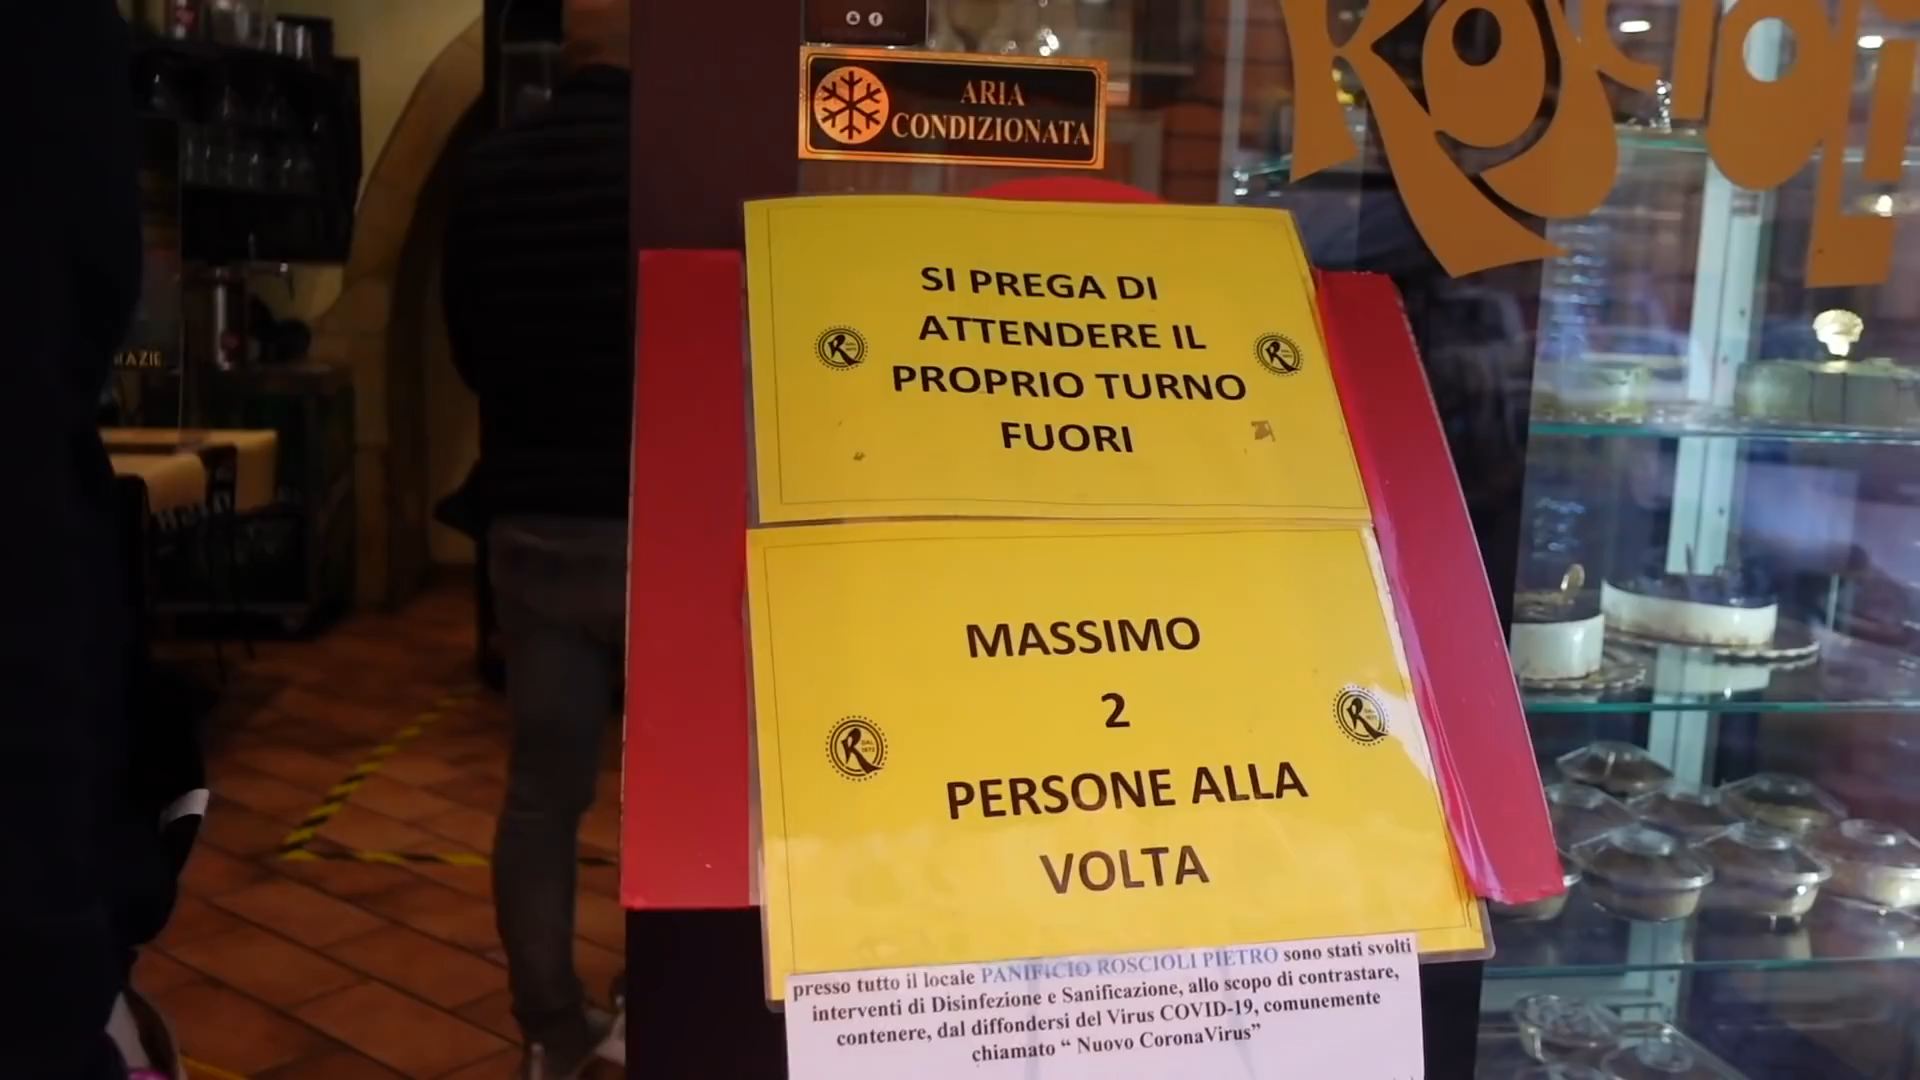 Roscioli
ARIA
CONDIZIONATA
SI PREGA DI
ATTENDERE IL
PROPRIO TURNO
FUORI
MASSIMO
2
PERSONE ALLA
VOLTA
presso tutto il locale PANIFICIO ROSCIOLI PIETRO sono stati svolti
interventi di Disinfezione e Sanificazione, allo scopo di contrastare,
contenere, dal diffondersi del Virus COVID-19, comunemente
chiamato “ Nuovo CoronaVirus”